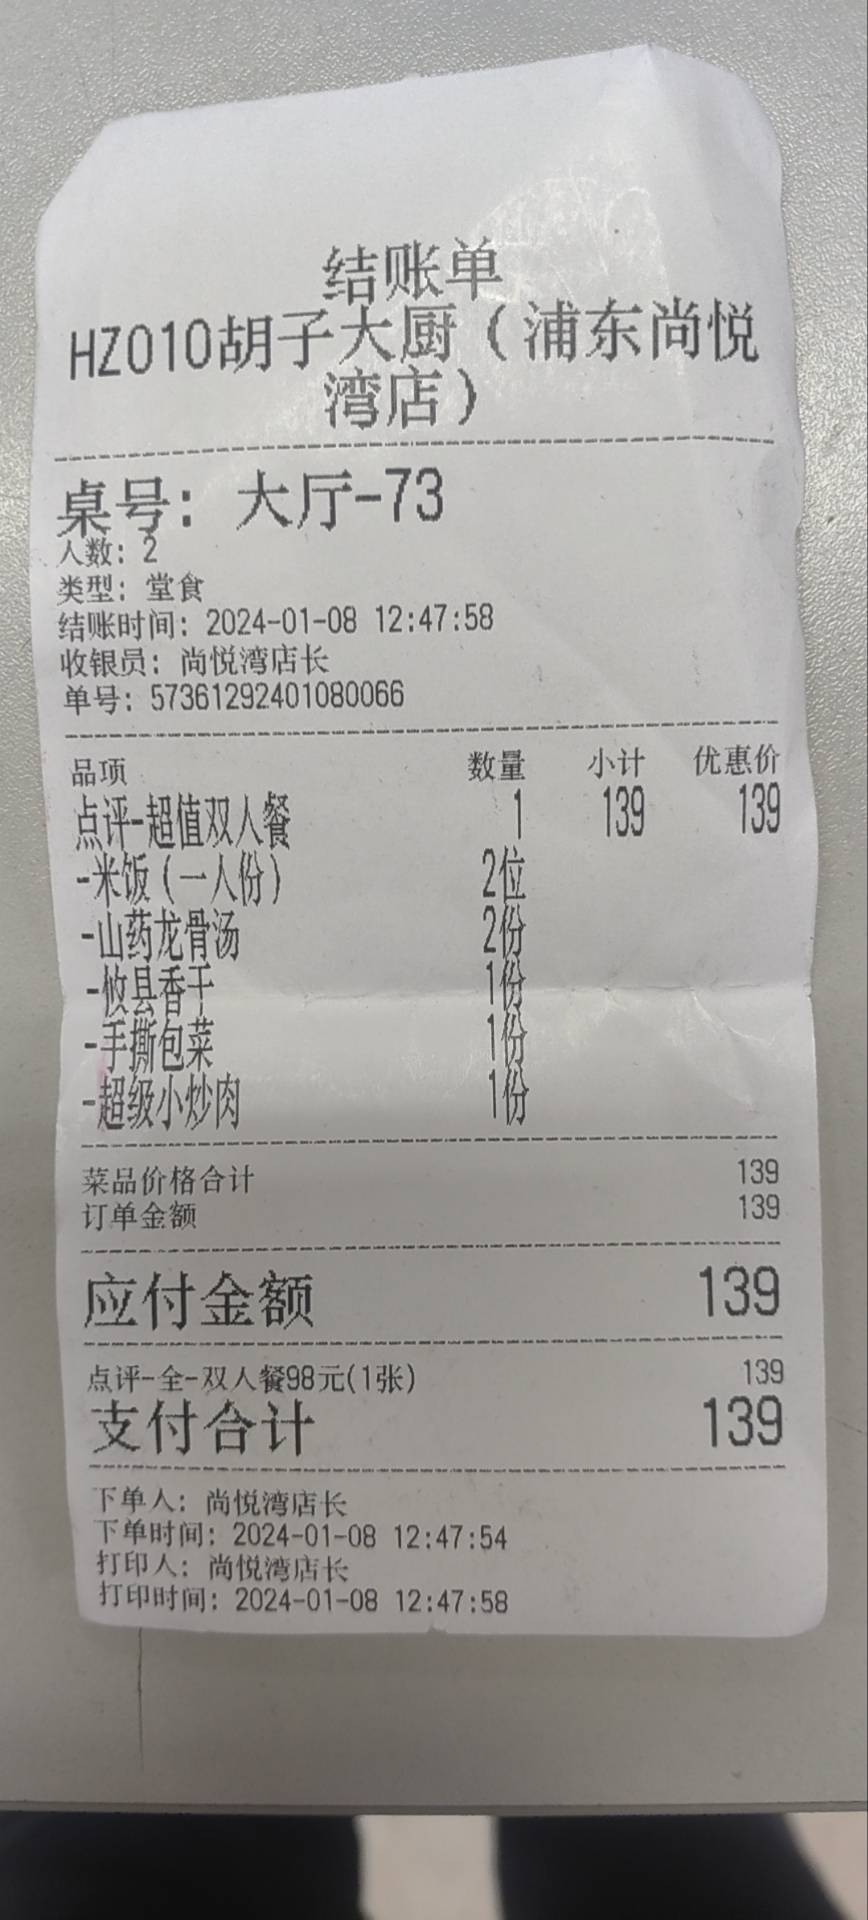 结账单
HZ010胡子大厨（浦东尚悦
湾店）
桌号：大厅-73
人数：2
类型：堂食
结账时间：2024-01-08 12:47:58
收银员：尚悦湾店长
单号：57361292401080066
品项 数量 小计 优惠价
点评-超值双人餐 1 139 139
-米饭（一人份） 2位
-山药龙骨汤 2份
-攸县香干 1份
-手撕包菜 1份
-超级小炒肉 1份
菜品价格合计 139
订单金额 139
应付金额 139
点评-全-双人餐98元(1张) 139
支付合计 139
下单人：尚悦湾店长
下单时间：2024-01-08 12:47:54
打印人：尚悦湾店长
打印时间：2024-01-08 12:47:58